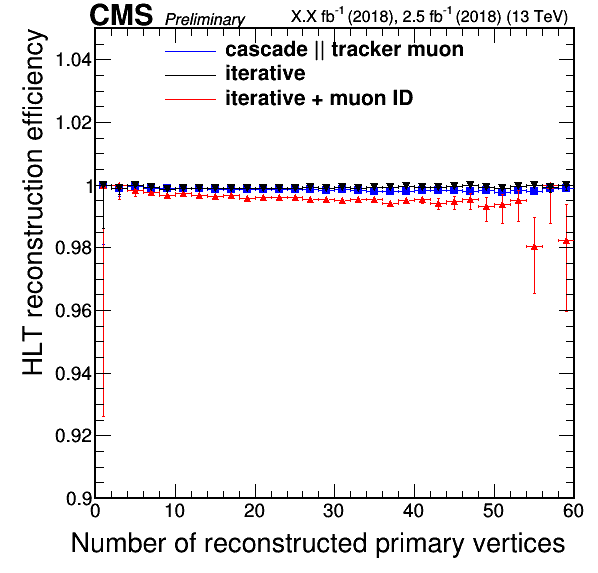 CMS Preliminary X.X fb-1 (2018), 2.5 fb-1 (2018) (13 TeV)
cascade || tracker muon
iterative
iterative + muon ID
HLT reconstruction efficiency
1.04
1.02
1
0.98
0.96
0.94
0.92
0.9
0 10 20 30 40 50 60
Number of reconstructed primary vertices